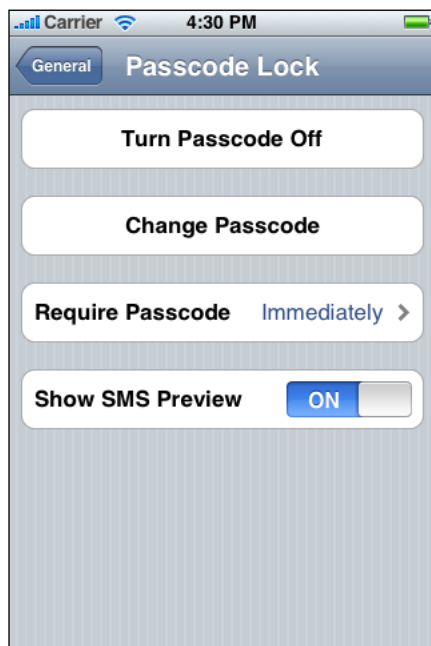 Carrier 4:30 PM
General Passcode Lock
Turn Passcode Off
Change Passcode
Require Passcode Immediately
Show SMS Preview ON